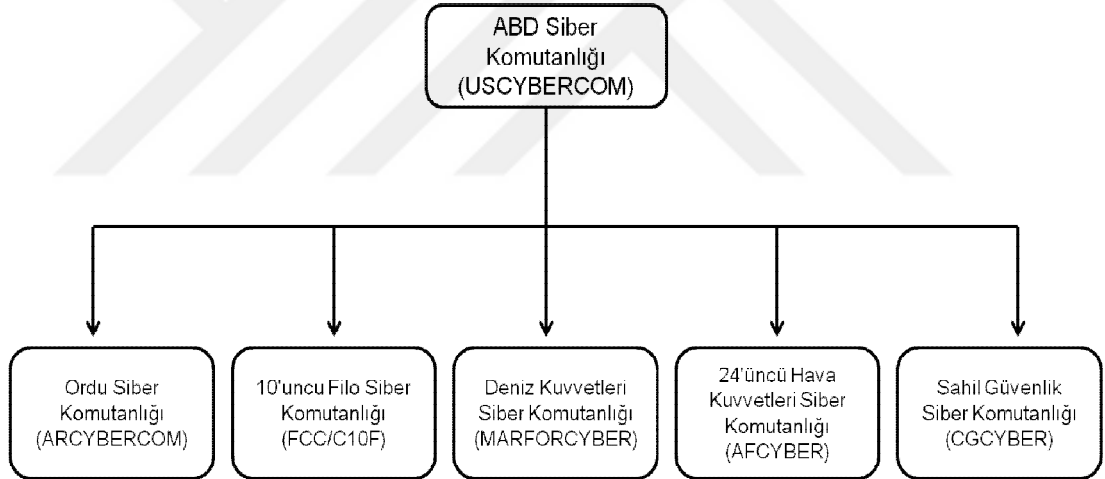 ABD Siber
Komutanlığı
(USCYBERCOM)
Ordu Siber
Komutanlığı
(ARCYBERCOM)
10'uncu Filo Siber
Komutanlığı
(FCC/C10F)
Deniz Kuvvetleri
Siber Komutanlığı
(MARFORCYBER)
24'üncü Hava
Kuvvetleri Siber
Komutanlığı
(AFCYBER)
Sahil Güvenlik
Siber Komutanlığı
(CGCYBER)